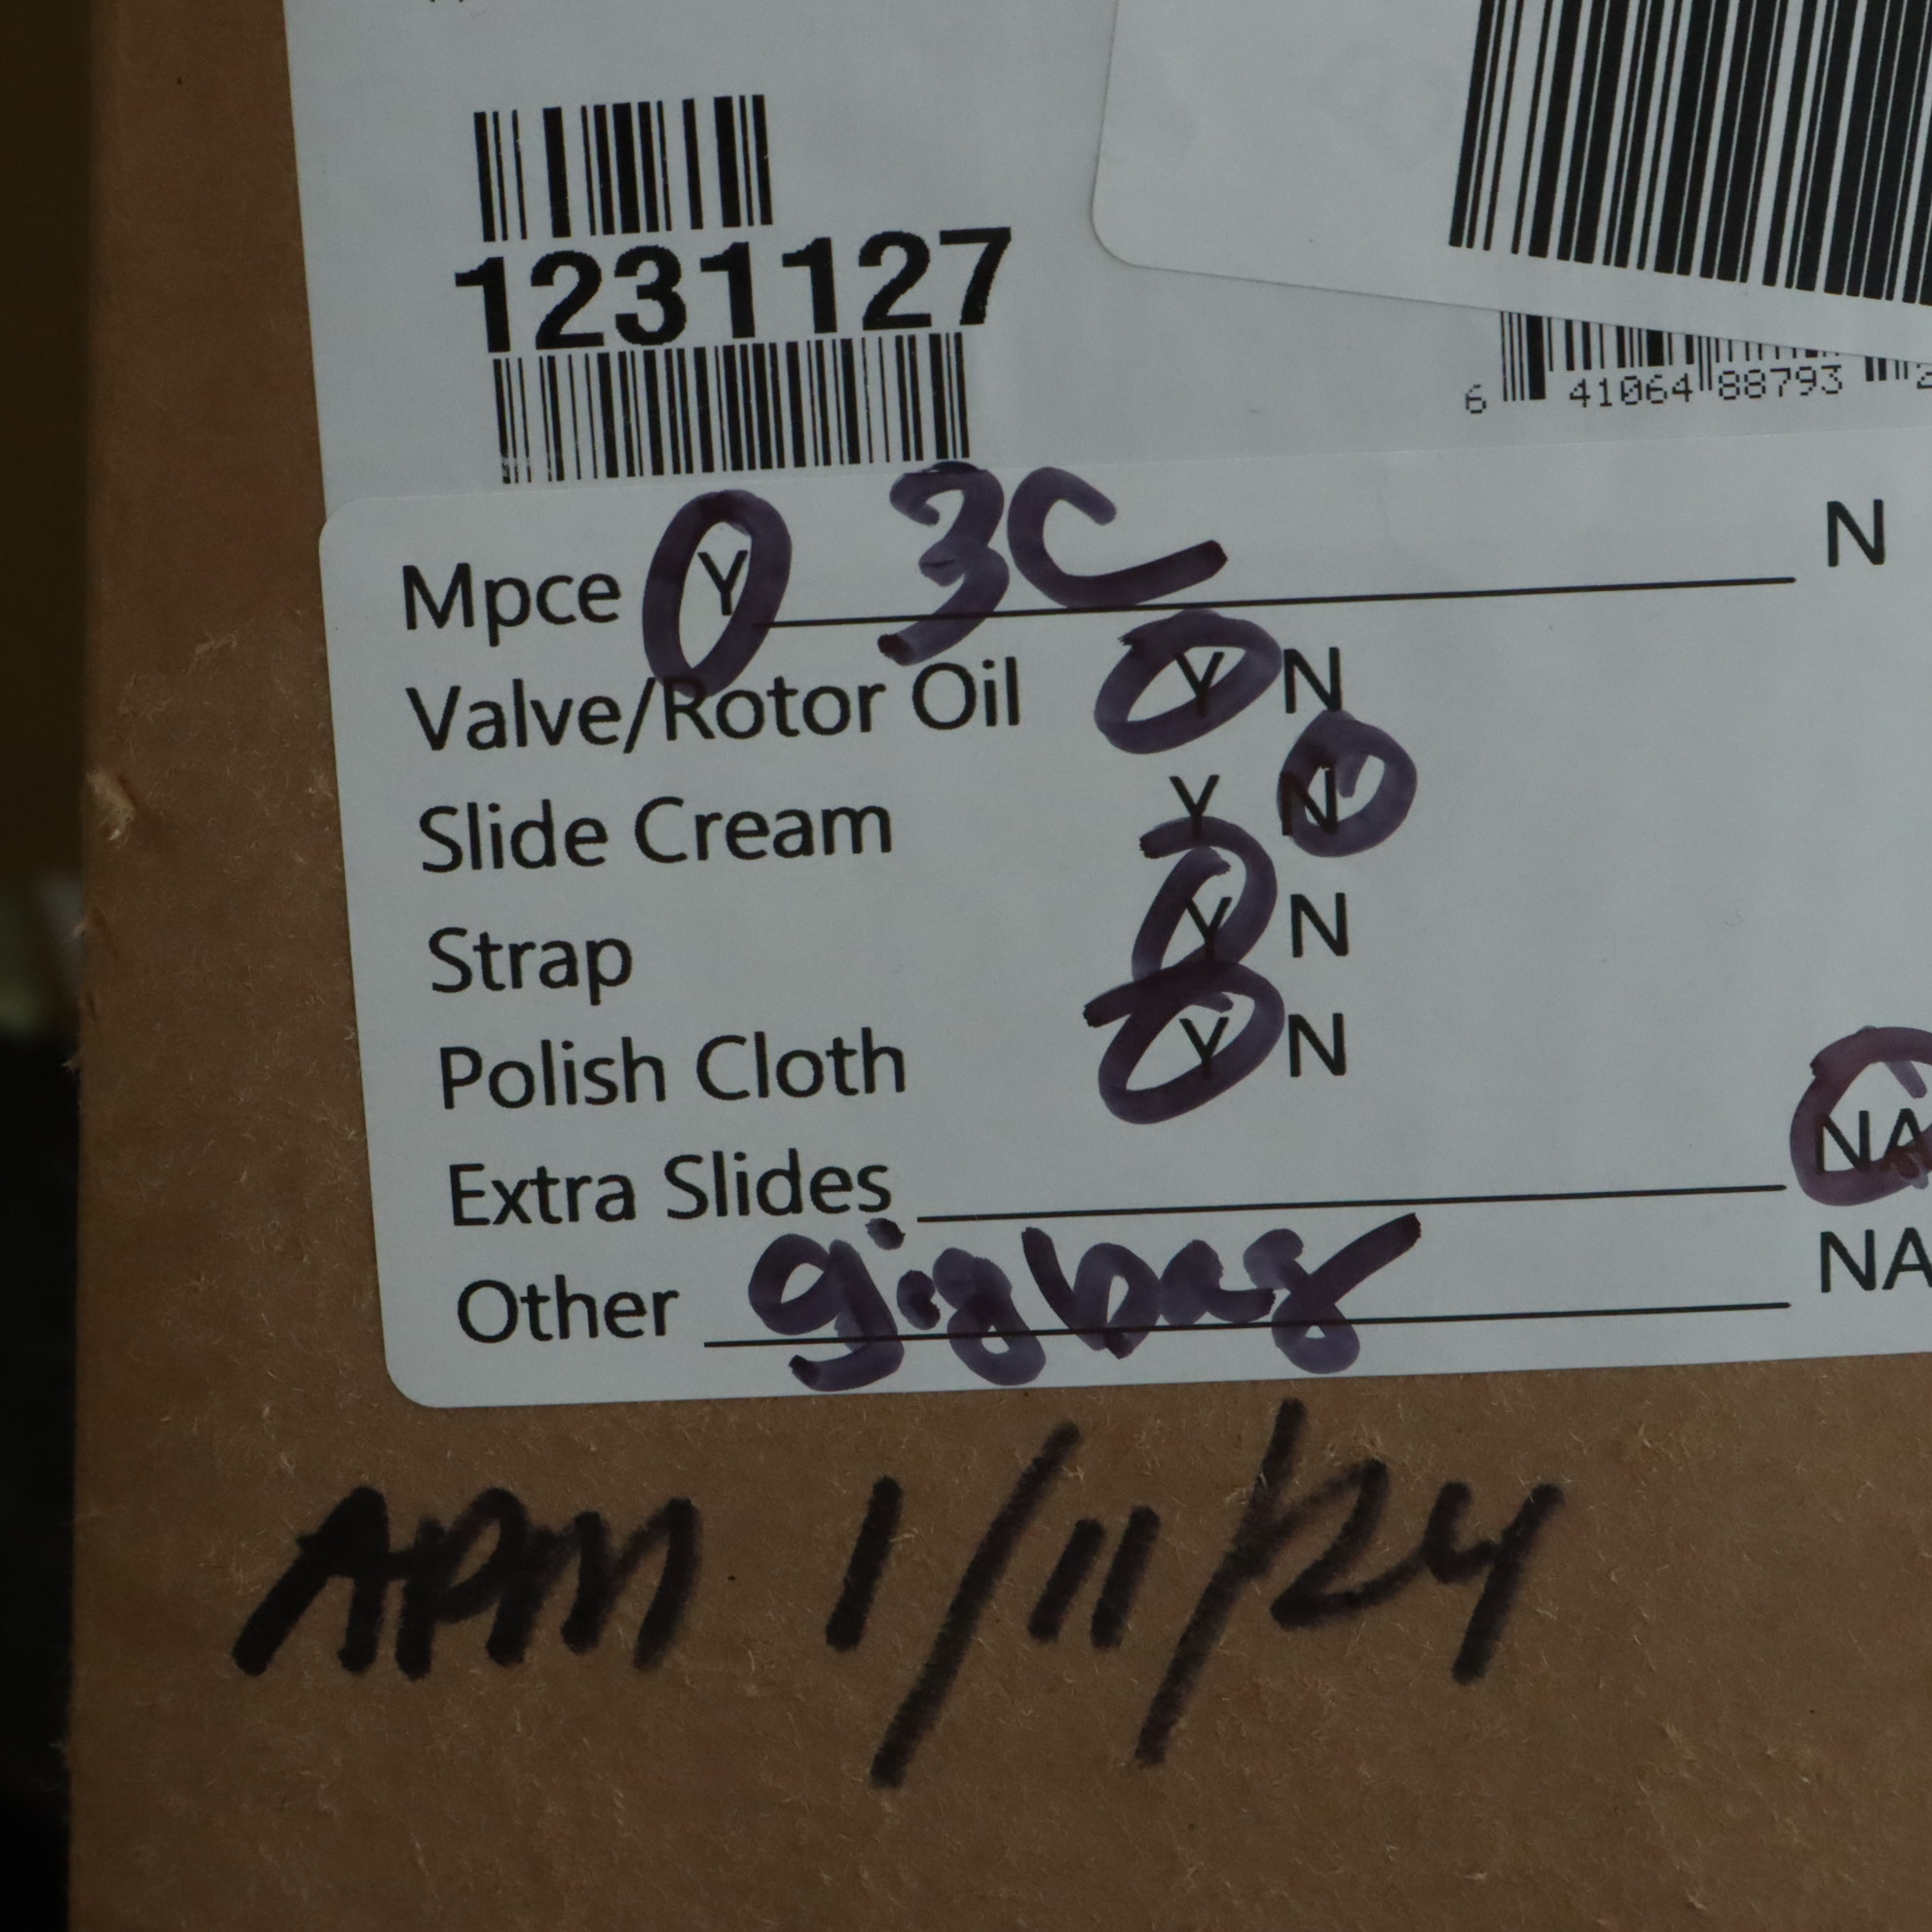 1231127
6 41064 88793 2
Mpce Y 3C N
Valve/Rotor Oil Y N
Slide Cream Y N
Strap Y N
Polish Cloth Y N
Extra Slides NA
Other gigbag NA
APM 1/11/24